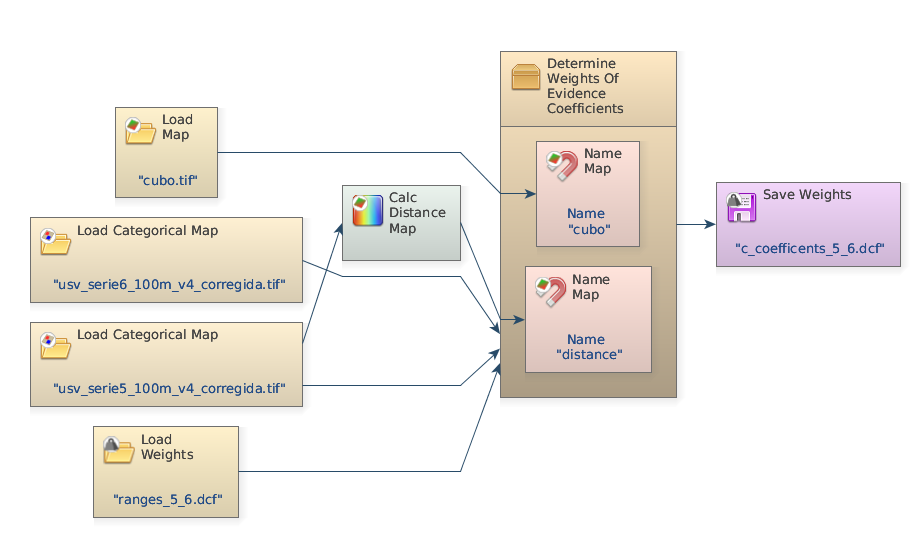 Determine
Weights Of
Evidence
Coefficients
Load
Map
"cubo.tif"
Name
Map
Name
"cubo"
Calc
Distance
Map
Save Weights
"c_coefficents_5_6.dcf"
Load Categorical Map
"usv_serie6_100m_v4_corregida.tif"
Name
Map
Name
"distance"
Load Categorical Map
"usv_serie5_100m_v4_corregida.tif"
Load
Weights
"ranges_5_6.dcf"